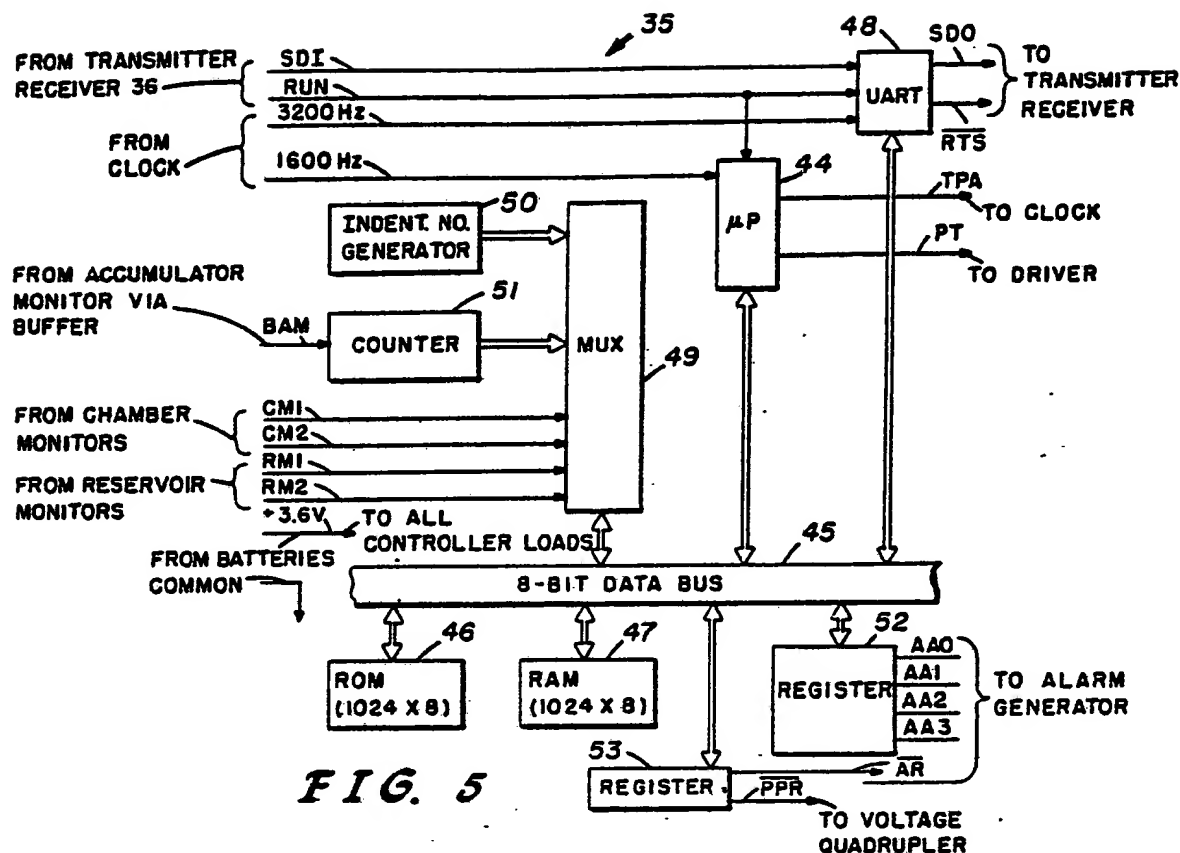 35
48
SDO
FROM TRANSMITTER
RECEIVER 36
SDI
RUN
3200 Hz
UART
TO
TRANSMITTER
RECEIVER
FROM
CLOCK
1600 Hz
RTS
44
µP
TPA
TO CLOCK
PT
TO DRIVER
50
INDENT. NO.
GENERATOR
FROM ACCUMULATOR
MONITOR VIA
BUFFER
BAM
51
COUNTER
MUX
49
FROM CHAMBER
MONITORS
CM1
CM2
FROM RESERVOIR
MONITORS
RM1
RM2
+3.6V
TO ALL
CONTROLLER LOADS
FROM BATTERIES
COMMON
45
8-BIT DATA BUS
46
ROM
(1024 X 8)
47
RAM
(1024 X 8)
52
REGISTER
AA0
AA1
AA2
AA3
TO ALARM
GENERATOR
53
REGISTER
AR
PPR
TO VOLTAGE
QUADRUPLER
FIG. 5